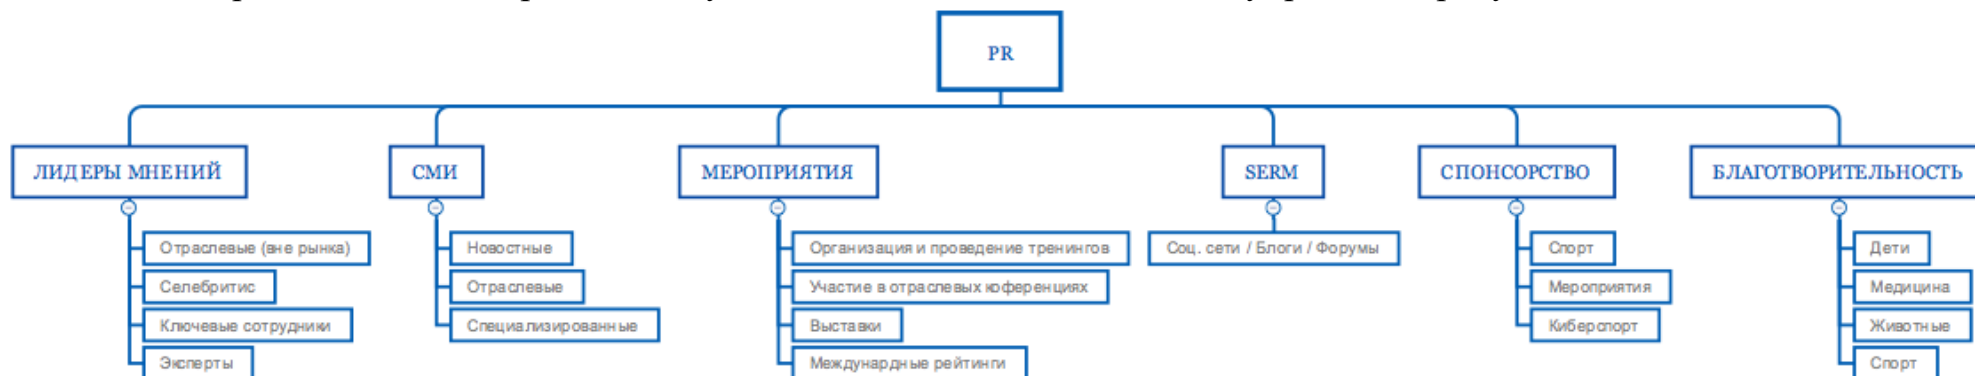 PR
ЛИДЕРЫ МНЕНИЙ
СМИ
МЕРОПРИЯТИЯ
SERM
СПОНСОРСТВО
БЛАГОТВОРИТЕЛЬНОСТЬ
Отраслевые (вне рынка)
Селебритис
Ключевые сотрудники
Эксперты
Новостные
Отраслевые
Специализированные
Организация и проведение тренингов
Участие в отраслевых коференциях
Выставки
Международные рейтинги
Соц. сети / Блоги / Форумы
Спорт
Мероприятия
Киберспорт
Дети
Медицина
Животные
Спорт